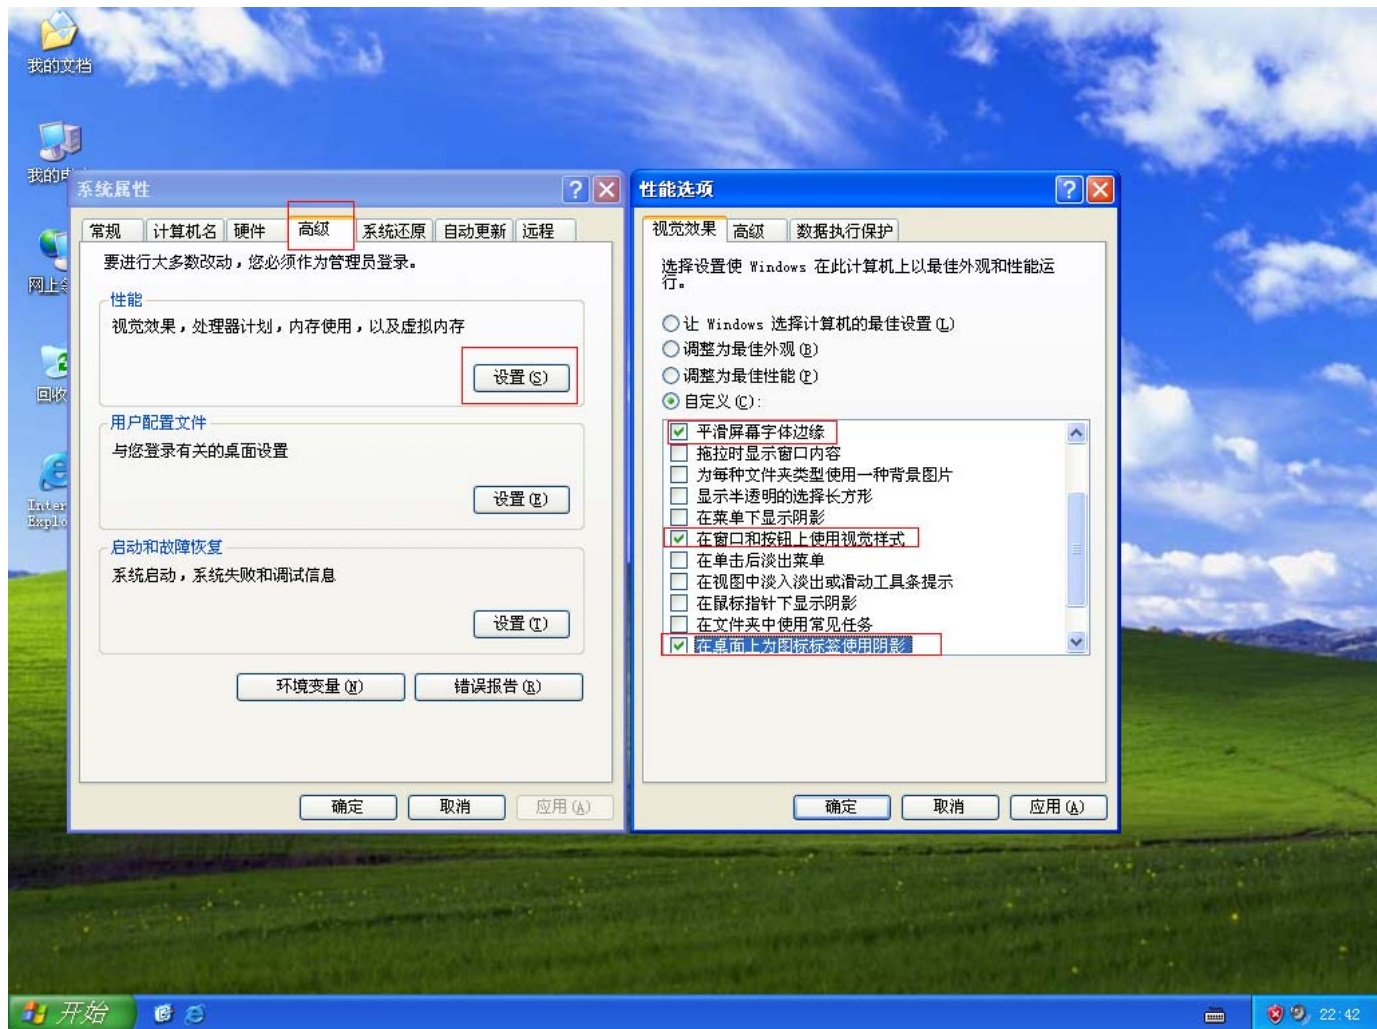 我的文档
我的电
网上
回收
Inter
Explo
系统属性
常规 计算机名 硬件 高级 系统还原 自动更新 远程
要进行大多数改动，您必须作为管理员登录。
性能
视觉效果，处理器计划，内存使用，以及虚拟内存
设置(S)
用户配置文件
与您登录有关的桌面设置
设置(E)
启动和故障恢复
系统启动，系统失败和调试信息
设置(T)
环境变量(N) 错误报告(R)
确定 取消 应用(A)
性能选项
视觉效果 高级 数据执行保护
选择设置使 Windows 在此计算机上以最佳外观和性能运
行。
让 Windows 选择计算机的最佳设置(L)
调整为最佳外观(B)
调整为最佳性能(P)
自定义(C):
平滑屏幕字体边缘
拖拉时显示窗口内容
为每种文件夹类型使用一种背景图片
显示半透明的选择长方形
在菜单下显示阴影
在窗口和按钮上使用视觉样式
在单击后淡出菜单
在视图中淡入淡出或滑动工具条提示
在鼠标指针下显示阴影
在文件夹中使用常见任务
在桌面上为图标标签使用阴影
确定 取消 应用(A)
开始
22:42